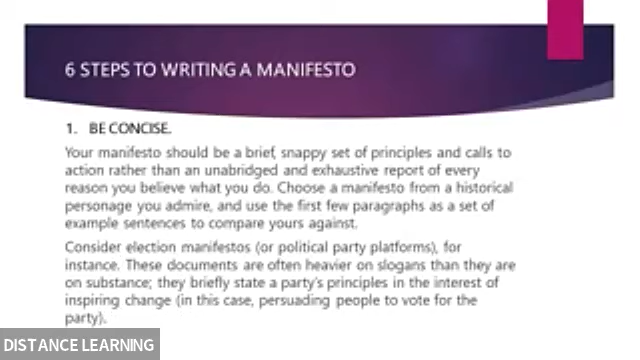 6 STEPS TO WRITING A MANIFESTO
1. BE CONCISE.
Your manifesto should be a brief, snappy set of principles and calls to
action rather than an unabridged and exhaustive report of every
reason you believe what you do. Choose a manifesto from a historical
personage you admire, and use the first few paragraphs as a set of
example sentences to compare yours against.
Consider election manifestos (or political party platforms), for
instance. These documents are often heavier on slogans than they are
on substance; they briefly state a party's principles in the interest of
inspiring change (in this case, persuading people to vote for the
party).
DISTANCE LEARNING